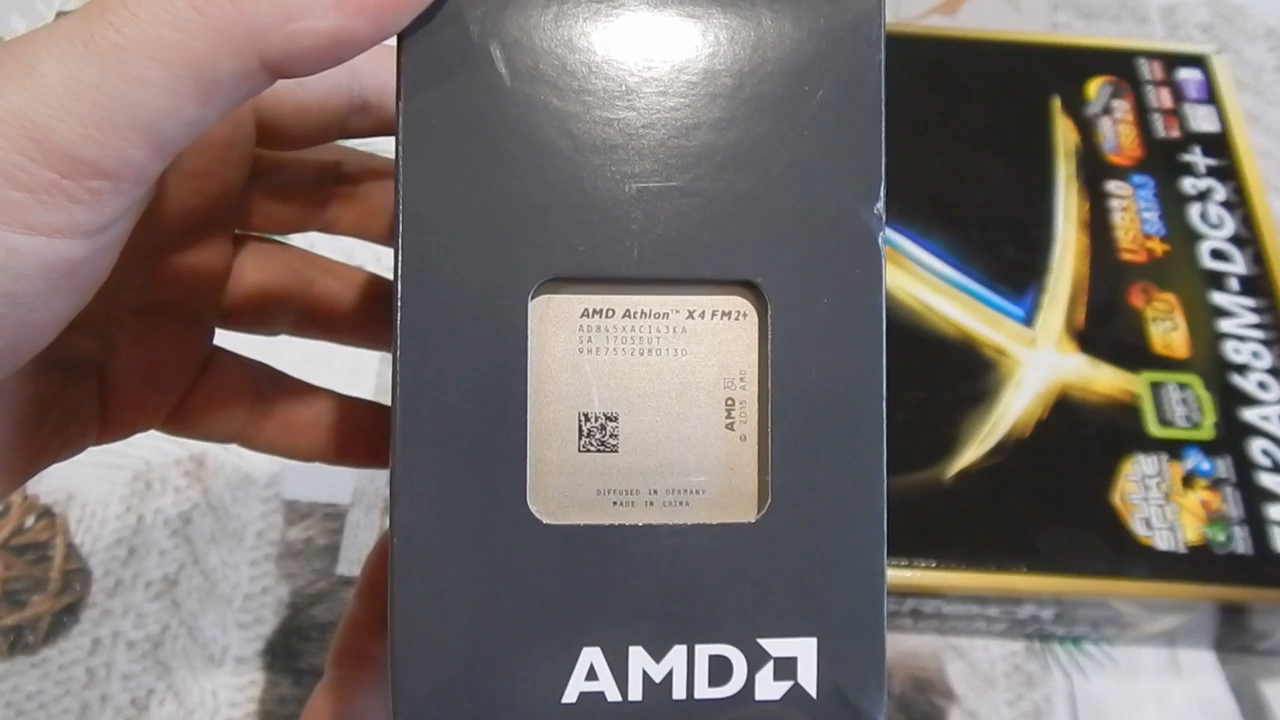 AMD Athlon™ X4 FM2+
AD845XACI43KA
SA 1705SUT
9HE7552Q80130
AMD
© 2015 AMD
DIFFUSED IN GERMANY
MADE IN CHINA
AMD
USB3.0
+ SATA3
FM2A68M-DG3+